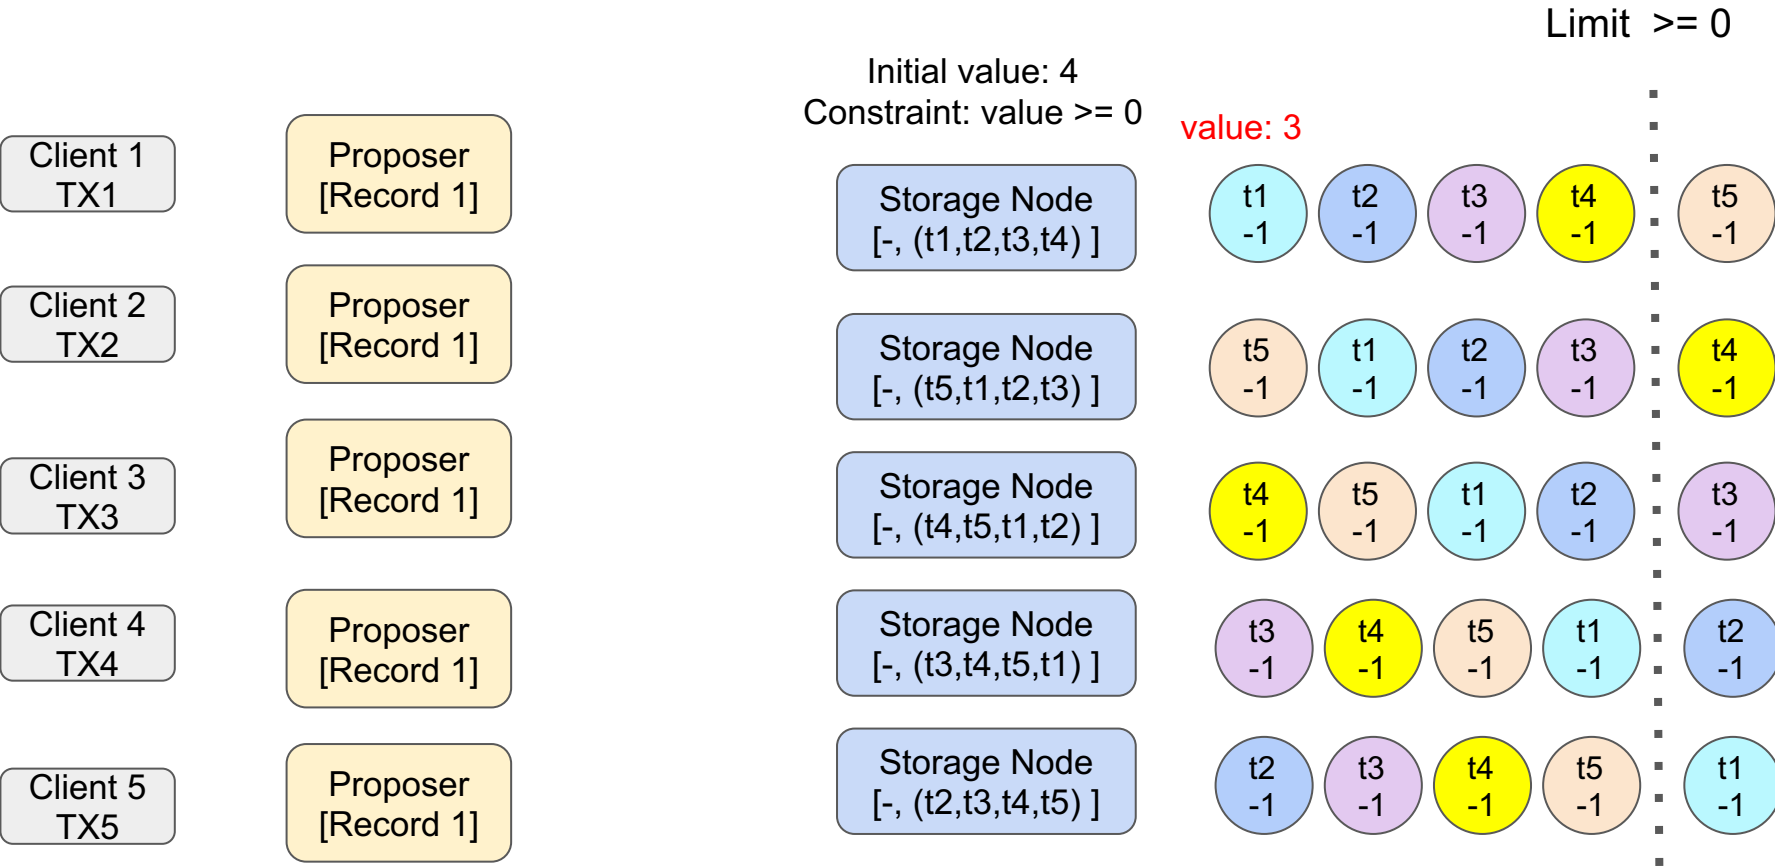 Limit >= 0
Initial value: 4
Constraint: value >= 0
value: 3
Client 1
TX1
Proposer
[Record 1]
Storage Node
[-, (t1,t2,t3,t4) ]
t1
-1
t2
-1
t3
-1
t4
-1
t5
-1
Client 2
TX2
Proposer
[Record 1]
Storage Node
[-, (t5,t1,t2,t3) ]
t5
-1
t1
-1
t2
-1
t3
-1
t4
-1
Client 3
TX3
Proposer
[Record 1]
Storage Node
[-, (t4,t5,t1,t2) ]
t4
-1
t5
-1
t1
-1
t2
-1
t3
-1
Client 4
TX4
Proposer
[Record 1]
Storage Node
[-, (t3,t4,t5,t1) ]
t3
-1
t4
-1
t5
-1
t1
-1
t2
-1
Client 5
TX5
Proposer
[Record 1]
Storage Node
[-, (t2,t3,t4,t5) ]
t2
-1
t3
-1
t4
-1
t5
-1
t1
-1